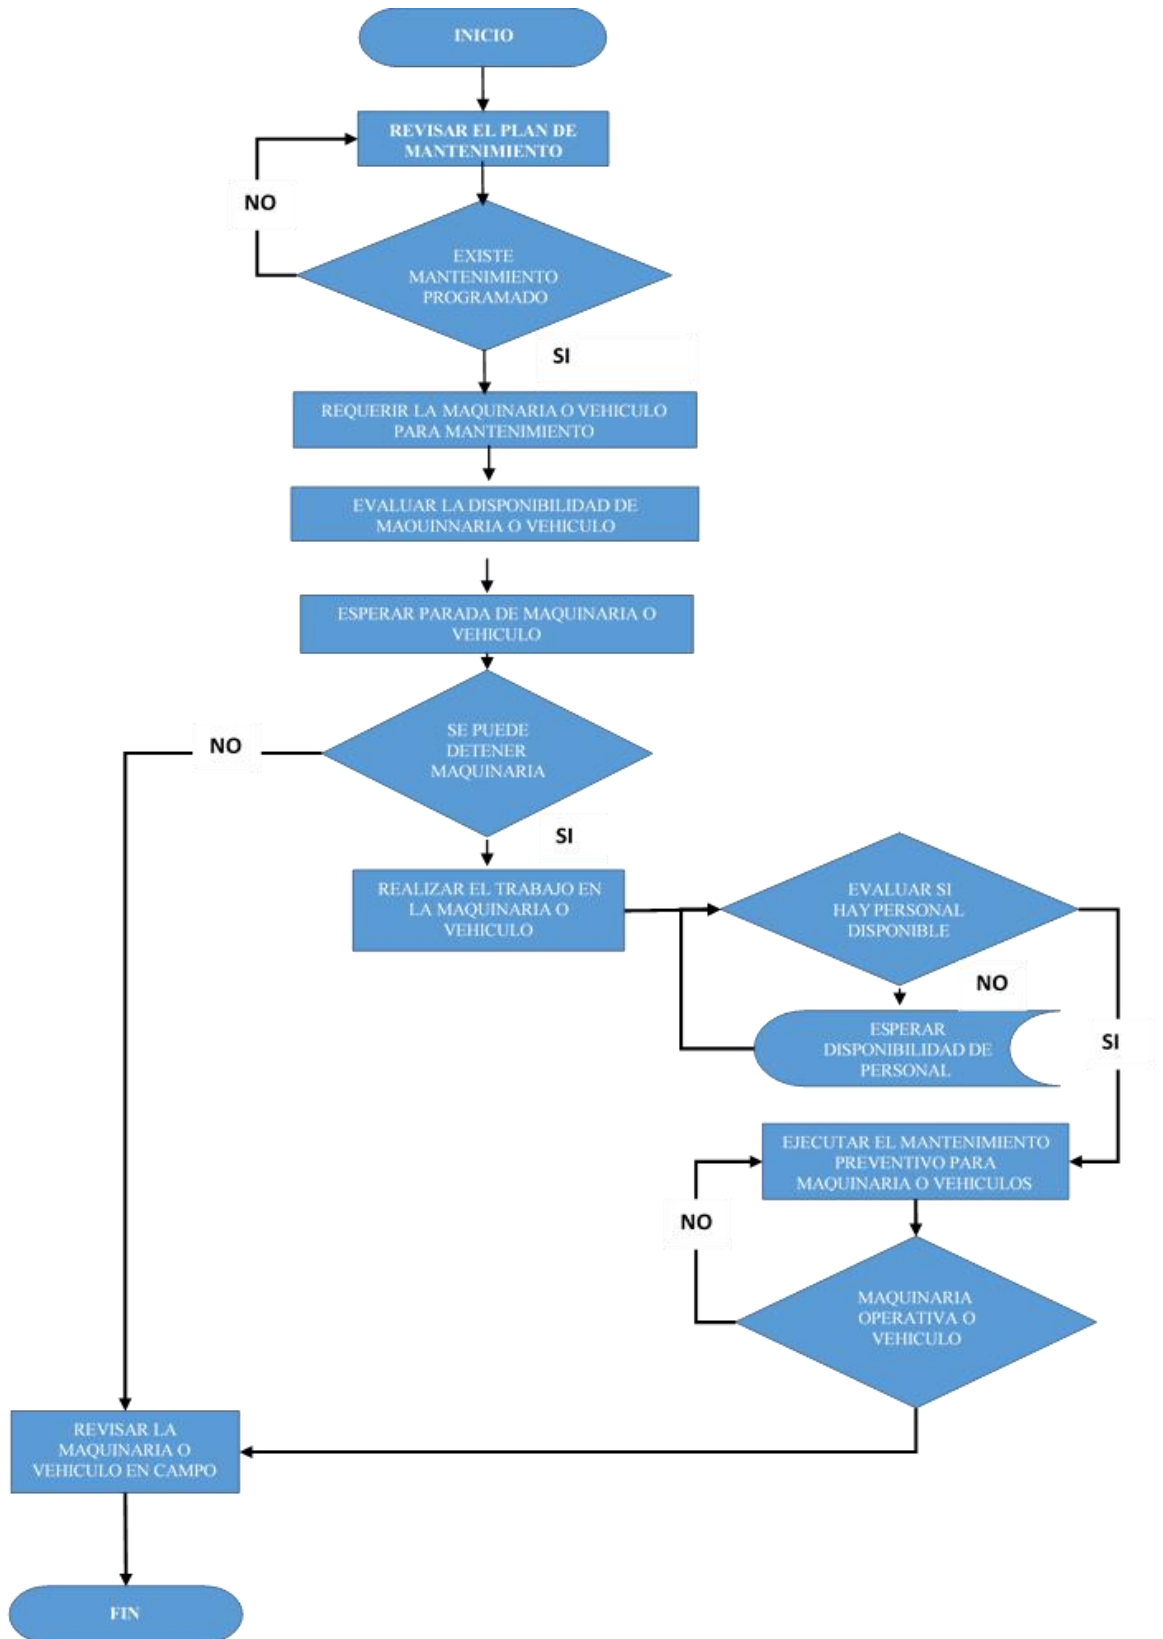 INICIO
REVISAR EL PLAN DE
MANTENIMIENTO
NO
EXISTE
MANTENIMIENTO
PROGRAMADO
SI
REQUERIR LA MAQUINARIA O VEHICULO
PARA MANTENIMIENTO
EVALUAR LA DISPONIBILIDAD DE
MAQUINNARIA O VEHICULO
ESPERAR PARADA DE MAQUINARIA O
VEHICULO
SE PUEDE
DETENER
MAQUINARIA
NO
SI
REALIZAR EL TRABAJO EN
LA MAQUINARIA O
VEHICULO
EVALUAR SI
HAY PERSONAL
DISPONIBLE
NO
ESPERAR
DISPONIBILIDAD DE
PERSONAL
SI
EJECUTAR EL MANTENIMIENTO
PREVENTIVO PARA
MAQUINARIA O VEHICULOS
NO
MAQUINARIA
OPERATIVA O
VEHICULO
REVISAR LA
MAQUINARIA O
VEHICULO EN CAMPO
FIN